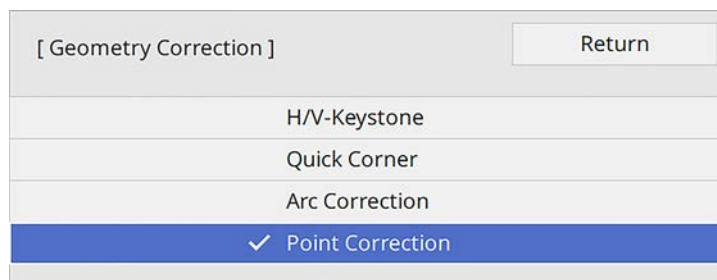 [ Geometry Correction ]
Return
H/V-Keystone
Quick Corner
Arc Correction
Point Correction